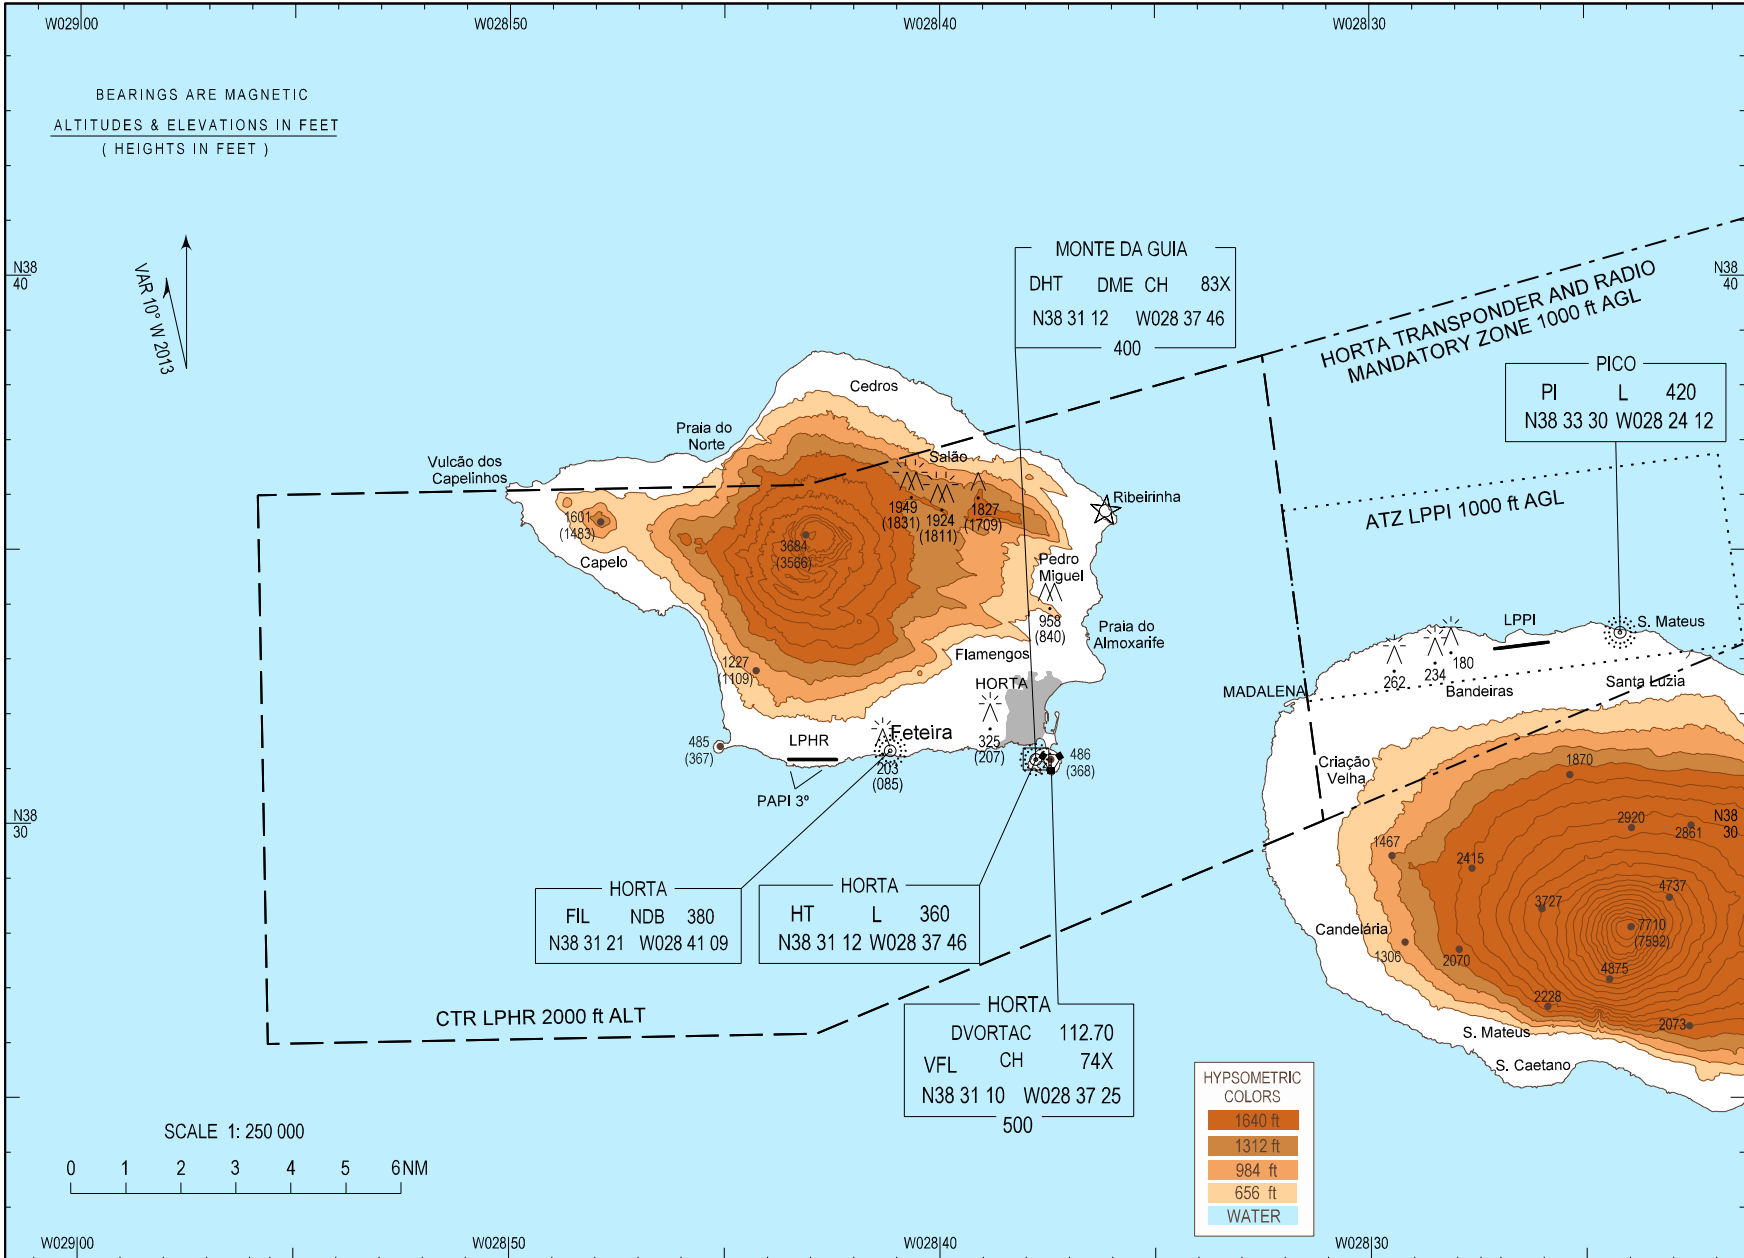 W029 00
W028 50
W028 40
W028 30
BEARINGS ARE MAGNETIC
ALTITUDES & ELEVATIONS IN FEET
( HEIGHTS IN FEET )
N38
40
VAR 10° W 2013
MONTE DA GUIA
DHT DME CH 83X
N38 31 12 W028 37 46
400
HORTA TRANSPONDER AND RADIO
MANDATORY ZONE 1000 ft AGL
N38
40
PICO
PI L 420
N38 33 30 W028 24 12
ATZ LPPI 1000 ft AGL
Cedros
Praia do
Norte
Vulcão dos
Capelinhos
Salão
Ribeirinha
1601
(1483)
1949
(1831)
1924
(1811)
1827
(1709)
3684
(3566)
Capelo
Pedro
Miguel
958
(840)
Praia do
Almoxarife
Flamengos
1227
(1109)
HORTA
LPPI
S. Mateus
180
234
262
Bandeiras
Santa Luzia
MADALENA
485
(367)
LPHR
PAPI 3º
Feteira
203
(085)
325
(207)
486
(368)
Criação
Velha
1870
N38
30
2920
2861
N38
30
1467
2415
4737
3727
7710
(7592)
Candelária
1306
2070
4875
2228
2073
S. Mateus
S. Caetano
HORTA
FIL NDB 380
N38 31 21 W028 41 09
HORTA
HT L 360
N38 31 12 W028 37 46
CTR LPHR 2000 ft ALT
HORTA
DVORTAC 112.70
VFL CH 74X
N38 31 10 W028 37 25
500
SCALE 1: 250 000
0 1 2 3 4 5 6 NM
HYPSOMETRIC
COLORS
1640 ft
1312 ft
984 ft
656 ft
WATER
W029 00
W028 50
W028 40
W028 30